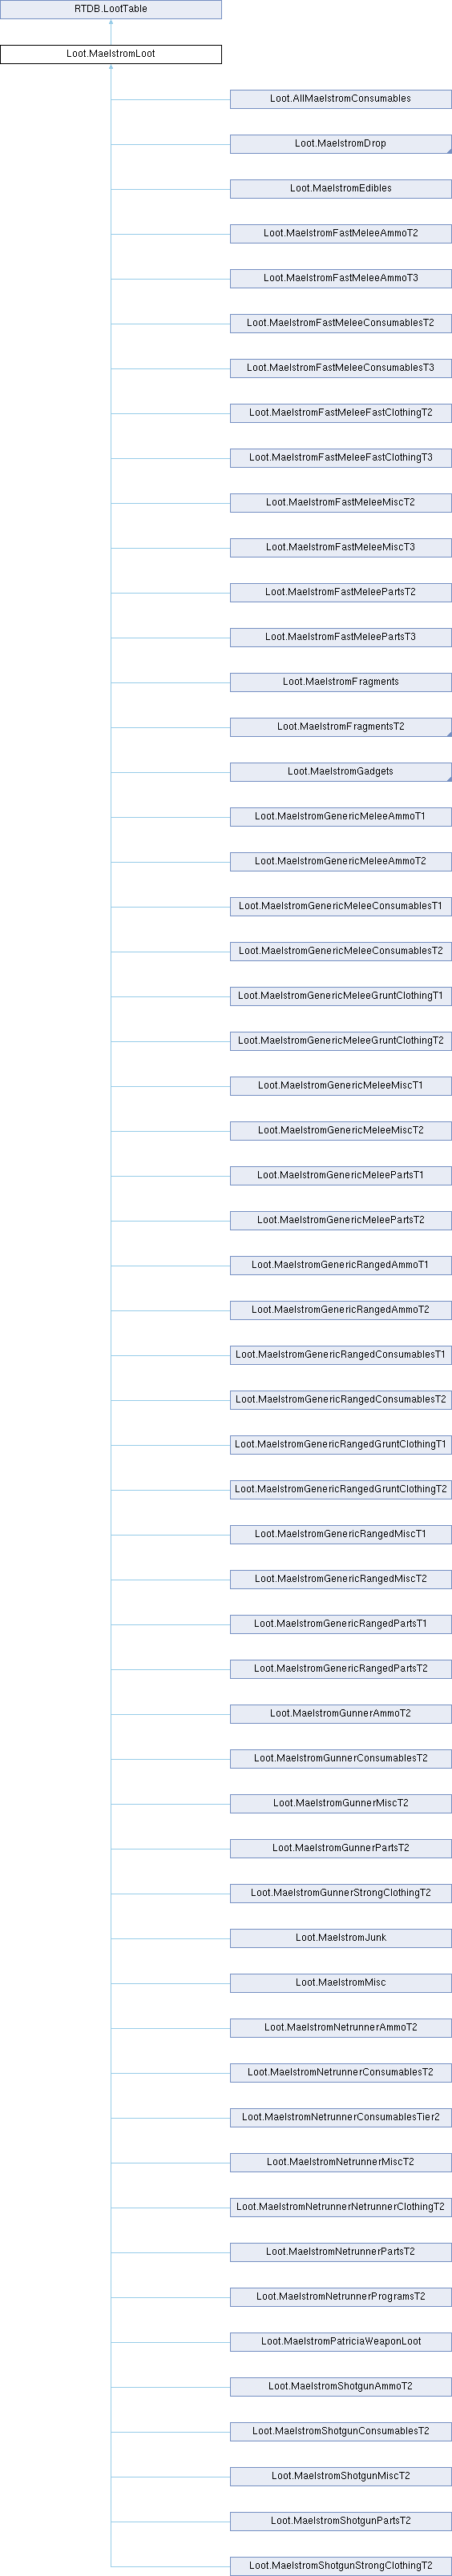 RTDB.LootTable
Loot.MaelstromLoot
Loot.AllMaelstromConsumables
Loot.MaelstromDrop
Loot.MaelstromEdibles
Loot.MaelstromFastMeleeAmmoT2
Loot.MaelstromFastMeleeAmmoT3
Loot.MaelstromFastMeleeConsumablesT2
Loot.MaelstromFastMeleeConsumablesT3
Loot.MaelstromFastMeleeFastClothingT2
Loot.MaelstromFastMeleeFastClothingT3
Loot.MaelstromFastMeleeMiscT2
Loot.MaelstromFastMeleeMiscT3
Loot.MaelstromFastMeleePartsT2
Loot.MaelstromFastMeleePartsT3
Loot.MaelstromFragments
Loot.MaelstromFragmentsT2
Loot.MaelstromGadgets
Loot.MaelstromGenericMeleeAmmoT1
Loot.MaelstromGenericMeleeAmmoT2
Loot.MaelstromGenericMeleeConsumablesT1
Loot.MaelstromGenericMeleeConsumablesT2
Loot.MaelstromGenericMeleeGruntClothingT1
Loot.MaelstromGenericMeleeGruntClothingT2
Loot.MaelstromGenericMeleeMiscT1
Loot.MaelstromGenericMeleeMiscT2
Loot.MaelstromGenericMeleePartsT1
Loot.MaelstromGenericMeleePartsT2
Loot.MaelstromGenericRangedAmmoT1
Loot.MaelstromGenericRangedAmmoT2
Loot.MaelstromGenericRangedConsumablesT1
Loot.MaelstromGenericRangedConsumablesT2
Loot.MaelstromGenericRangedGruntClothingT1
Loot.MaelstromGenericRangedGruntClothingT2
Loot.MaelstromGenericRangedMiscT1
Loot.MaelstromGenericRangedMiscT2
Loot.MaelstromGenericRangedPartsT1
Loot.MaelstromGenericRangedPartsT2
Loot.MaelstromGunnerAmmoT2
Loot.MaelstromGunnerConsumablesT2
Loot.MaelstromGunnerMiscT2
Loot.MaelstromGunnerPartsT2
Loot.MaelstromGunnerStrongClothingT2
Loot.MaelstromJunk
Loot.MaelstromMisc
Loot.MaelstromNetrunnerAmmoT2
Loot.MaelstromNetrunnerConsumablesT2
Loot.MaelstromNetrunnerConsumablesTier2
Loot.MaelstromNetrunnerMiscT2
Loot.MaelstromNetrunnerNetrunnerClothingT2
Loot.MaelstromNetrunnerPartsT2
Loot.MaelstromNetrunnerProgramsT2
Loot.MaelstromPatriciaWeaponLoot
Loot.MaelstromShotgunAmmoT2
Loot.MaelstromShotgunConsumablesT2
Loot.MaelstromShotgunMiscT2
Loot.MaelstromShotgunPartsT2
Loot.MaelstromShotgunStrongClothingT2